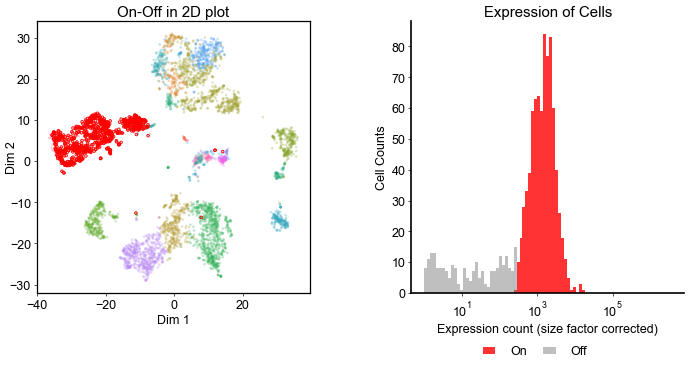 On-Off in 2D plot
30
20
10
0
−10
−20
−30
Dim 2
−40
−20
0
20
Dim 1
Expression of Cells
80
70
60
50
40
30
20
10
0
Cell Counts
10¹
10³
10⁵
Expression count (size factor corrected)
On
Off